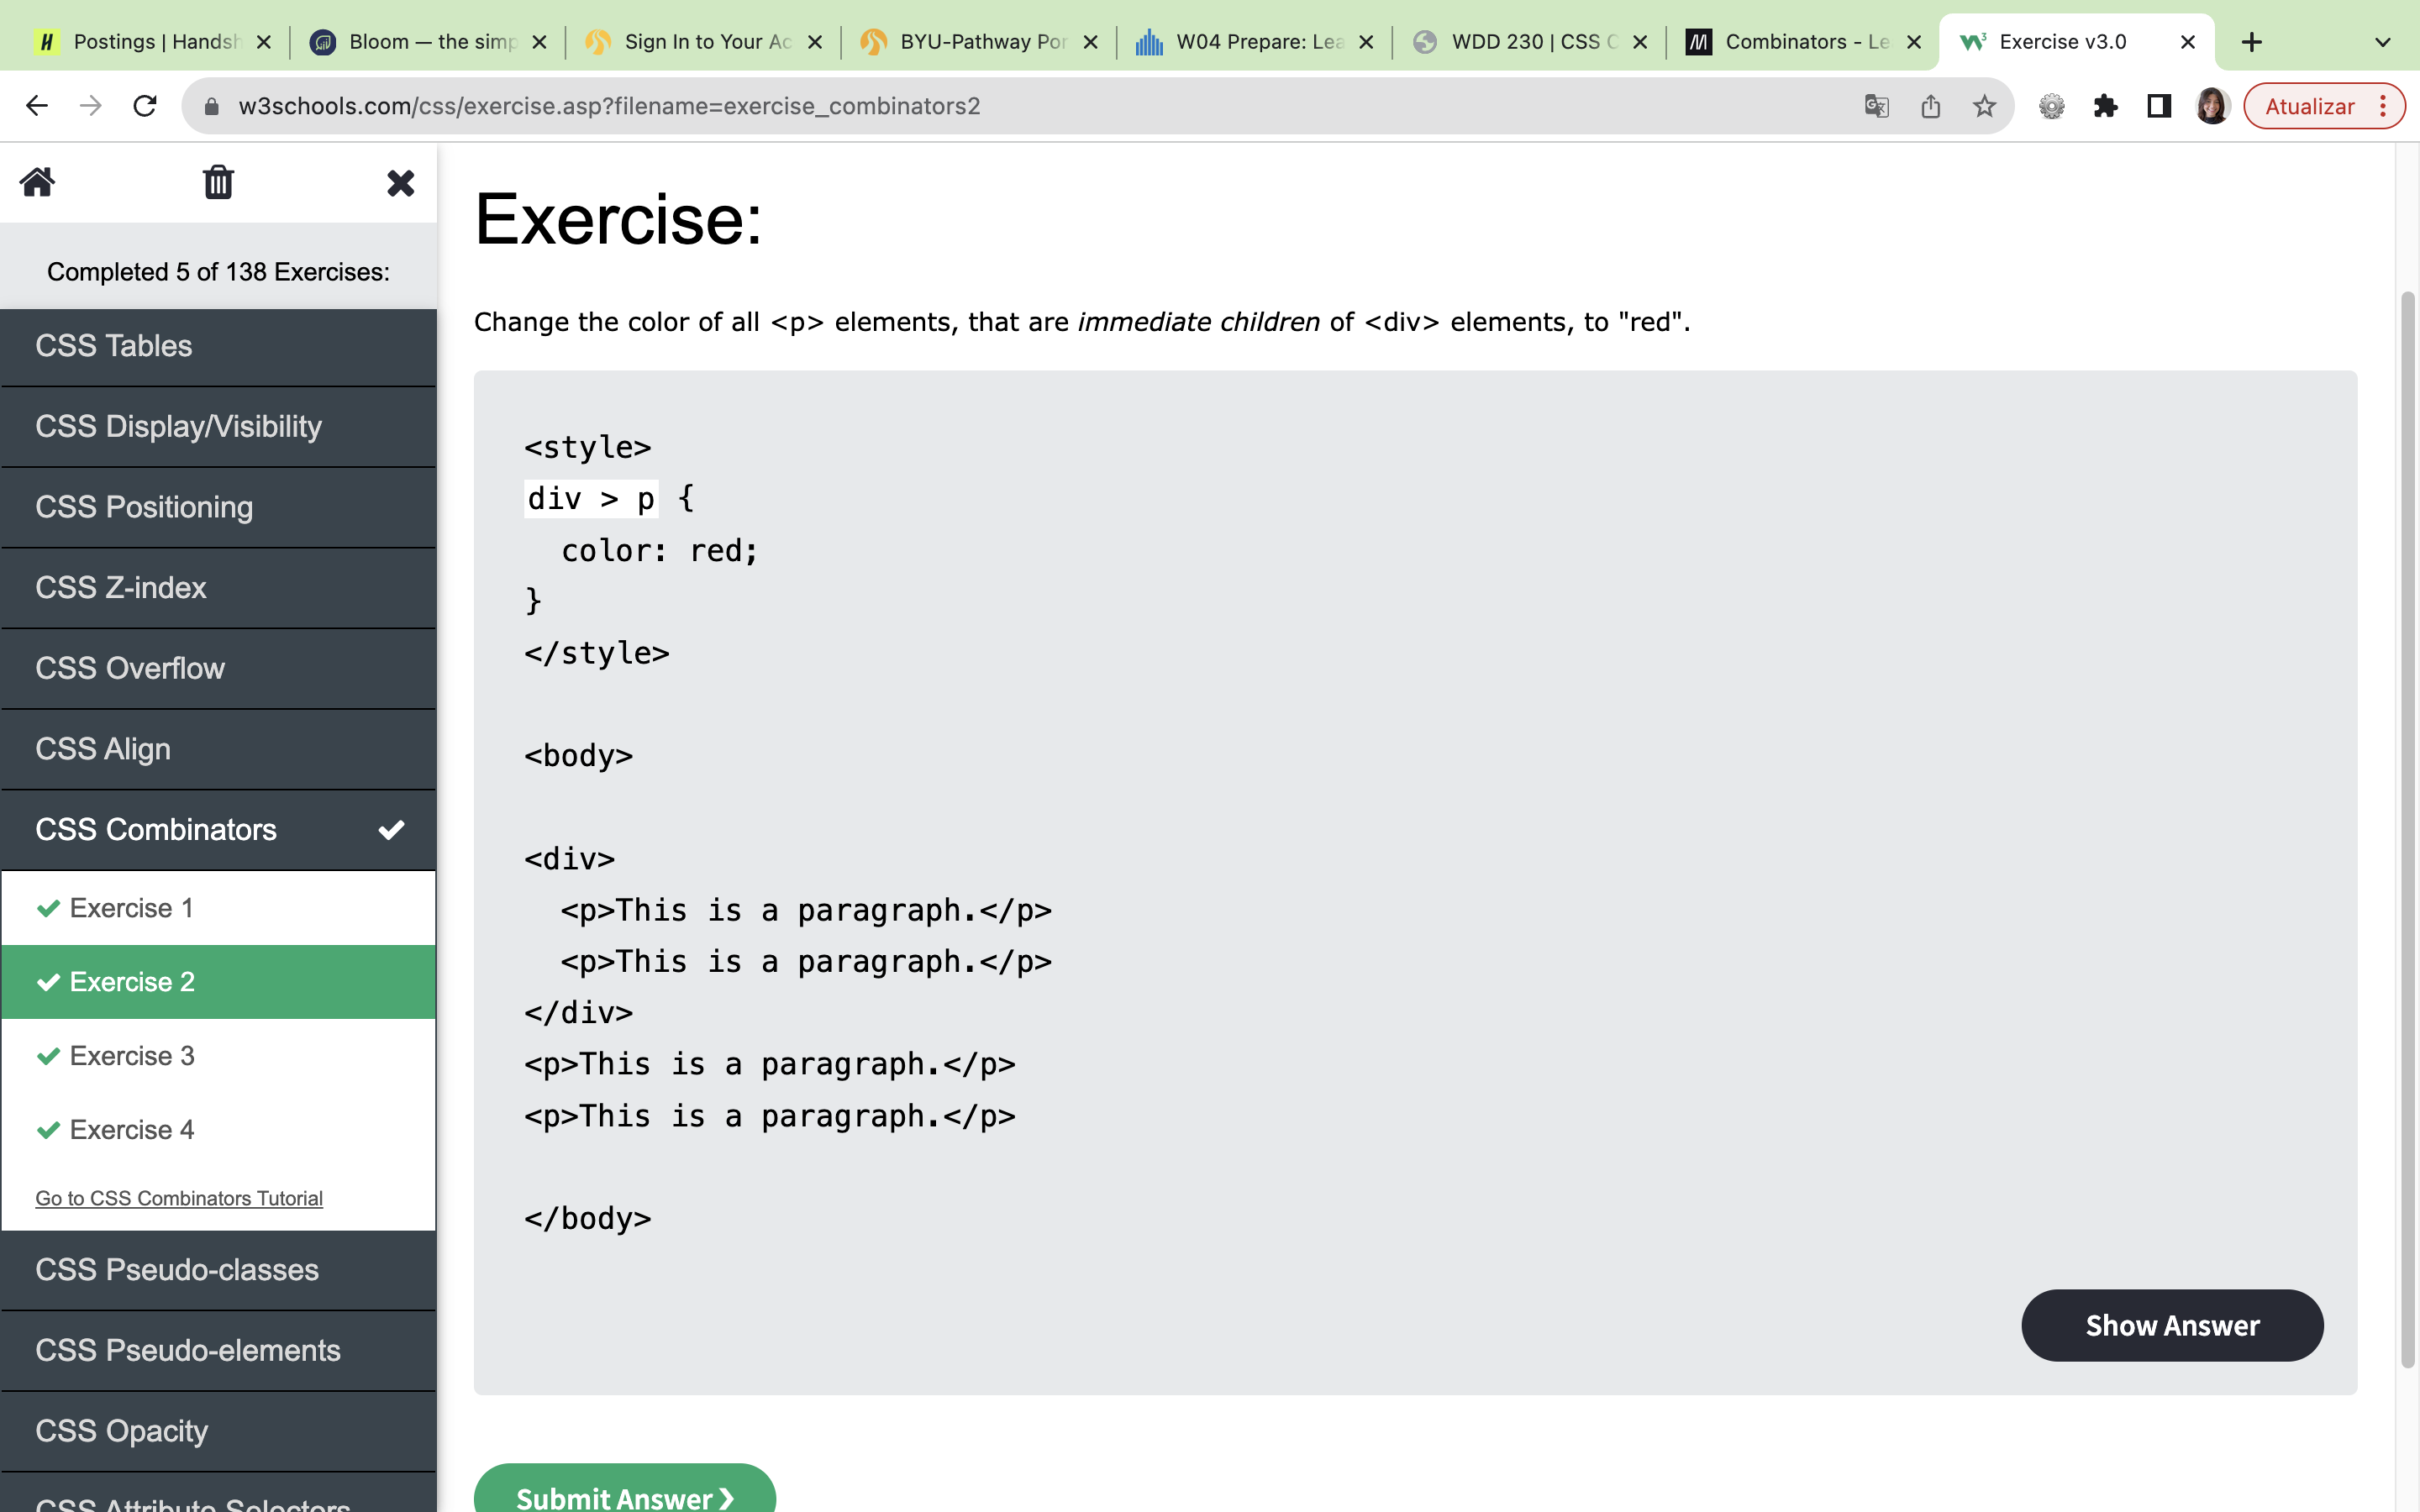 Postings | Handsh
Bloom — the simp
Sign In to Your Ac
BYU-Pathway Por
W04 Prepare: Lea
WDD 230 | CSS C
Combinators - Le
Exercise v3.0
w3schools.com/css/exercise.asp?filename=exercise_combinators2
Atualizar
Completed 5 of 138 Exercises:
CSS Tables
CSS Display/Visibility
CSS Positioning
CSS Z-index
CSS Overflow
CSS Align
CSS Combinators
Exercise 1
Exercise 2
Exercise 3
Exercise 4
Go to CSS Combinators Tutorial
CSS Pseudo-classes
CSS Pseudo-elements
CSS Opacity
CSS Attribute Selectors
Exercise:
Change the color of all <p> elements, that are immediate children of <div> elements, to "red".
<style>
div > p {
  color: red;
}
</style>
<body>
<div>
  <p>This is a paragraph.</p>
  <p>This is a paragraph.</p>
</div>
<p>This is a paragraph.</p>
<p>This is a paragraph.</p>
</body>
Show Answer
Submit Answer ❯